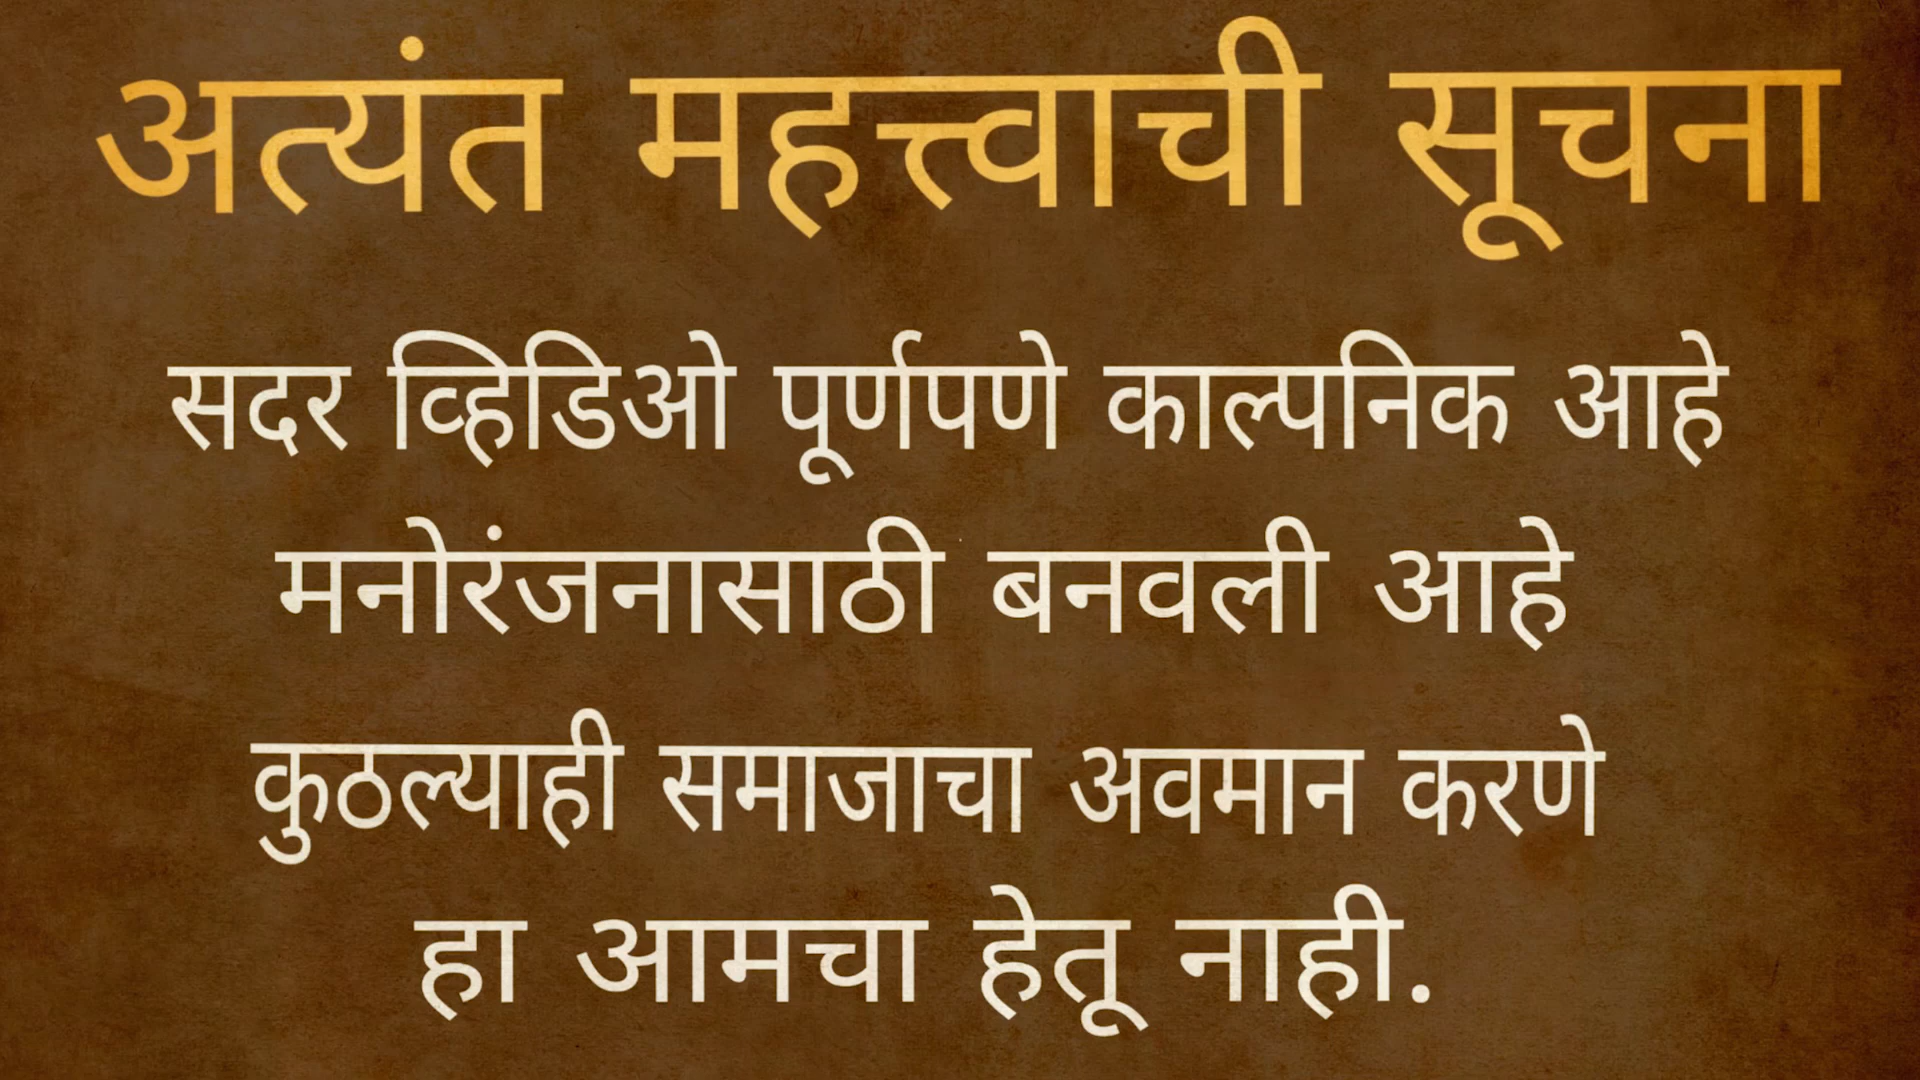 अत्यंत महत्त्वाची सूचना
सदर व्हिडिओ पूर्णपणे काल्पनिक आहे
मनोरंजनासाठी बनवली आहे
कुठल्याही समाजाचा अवमान करणे
हा आमचा हेतू नाही.